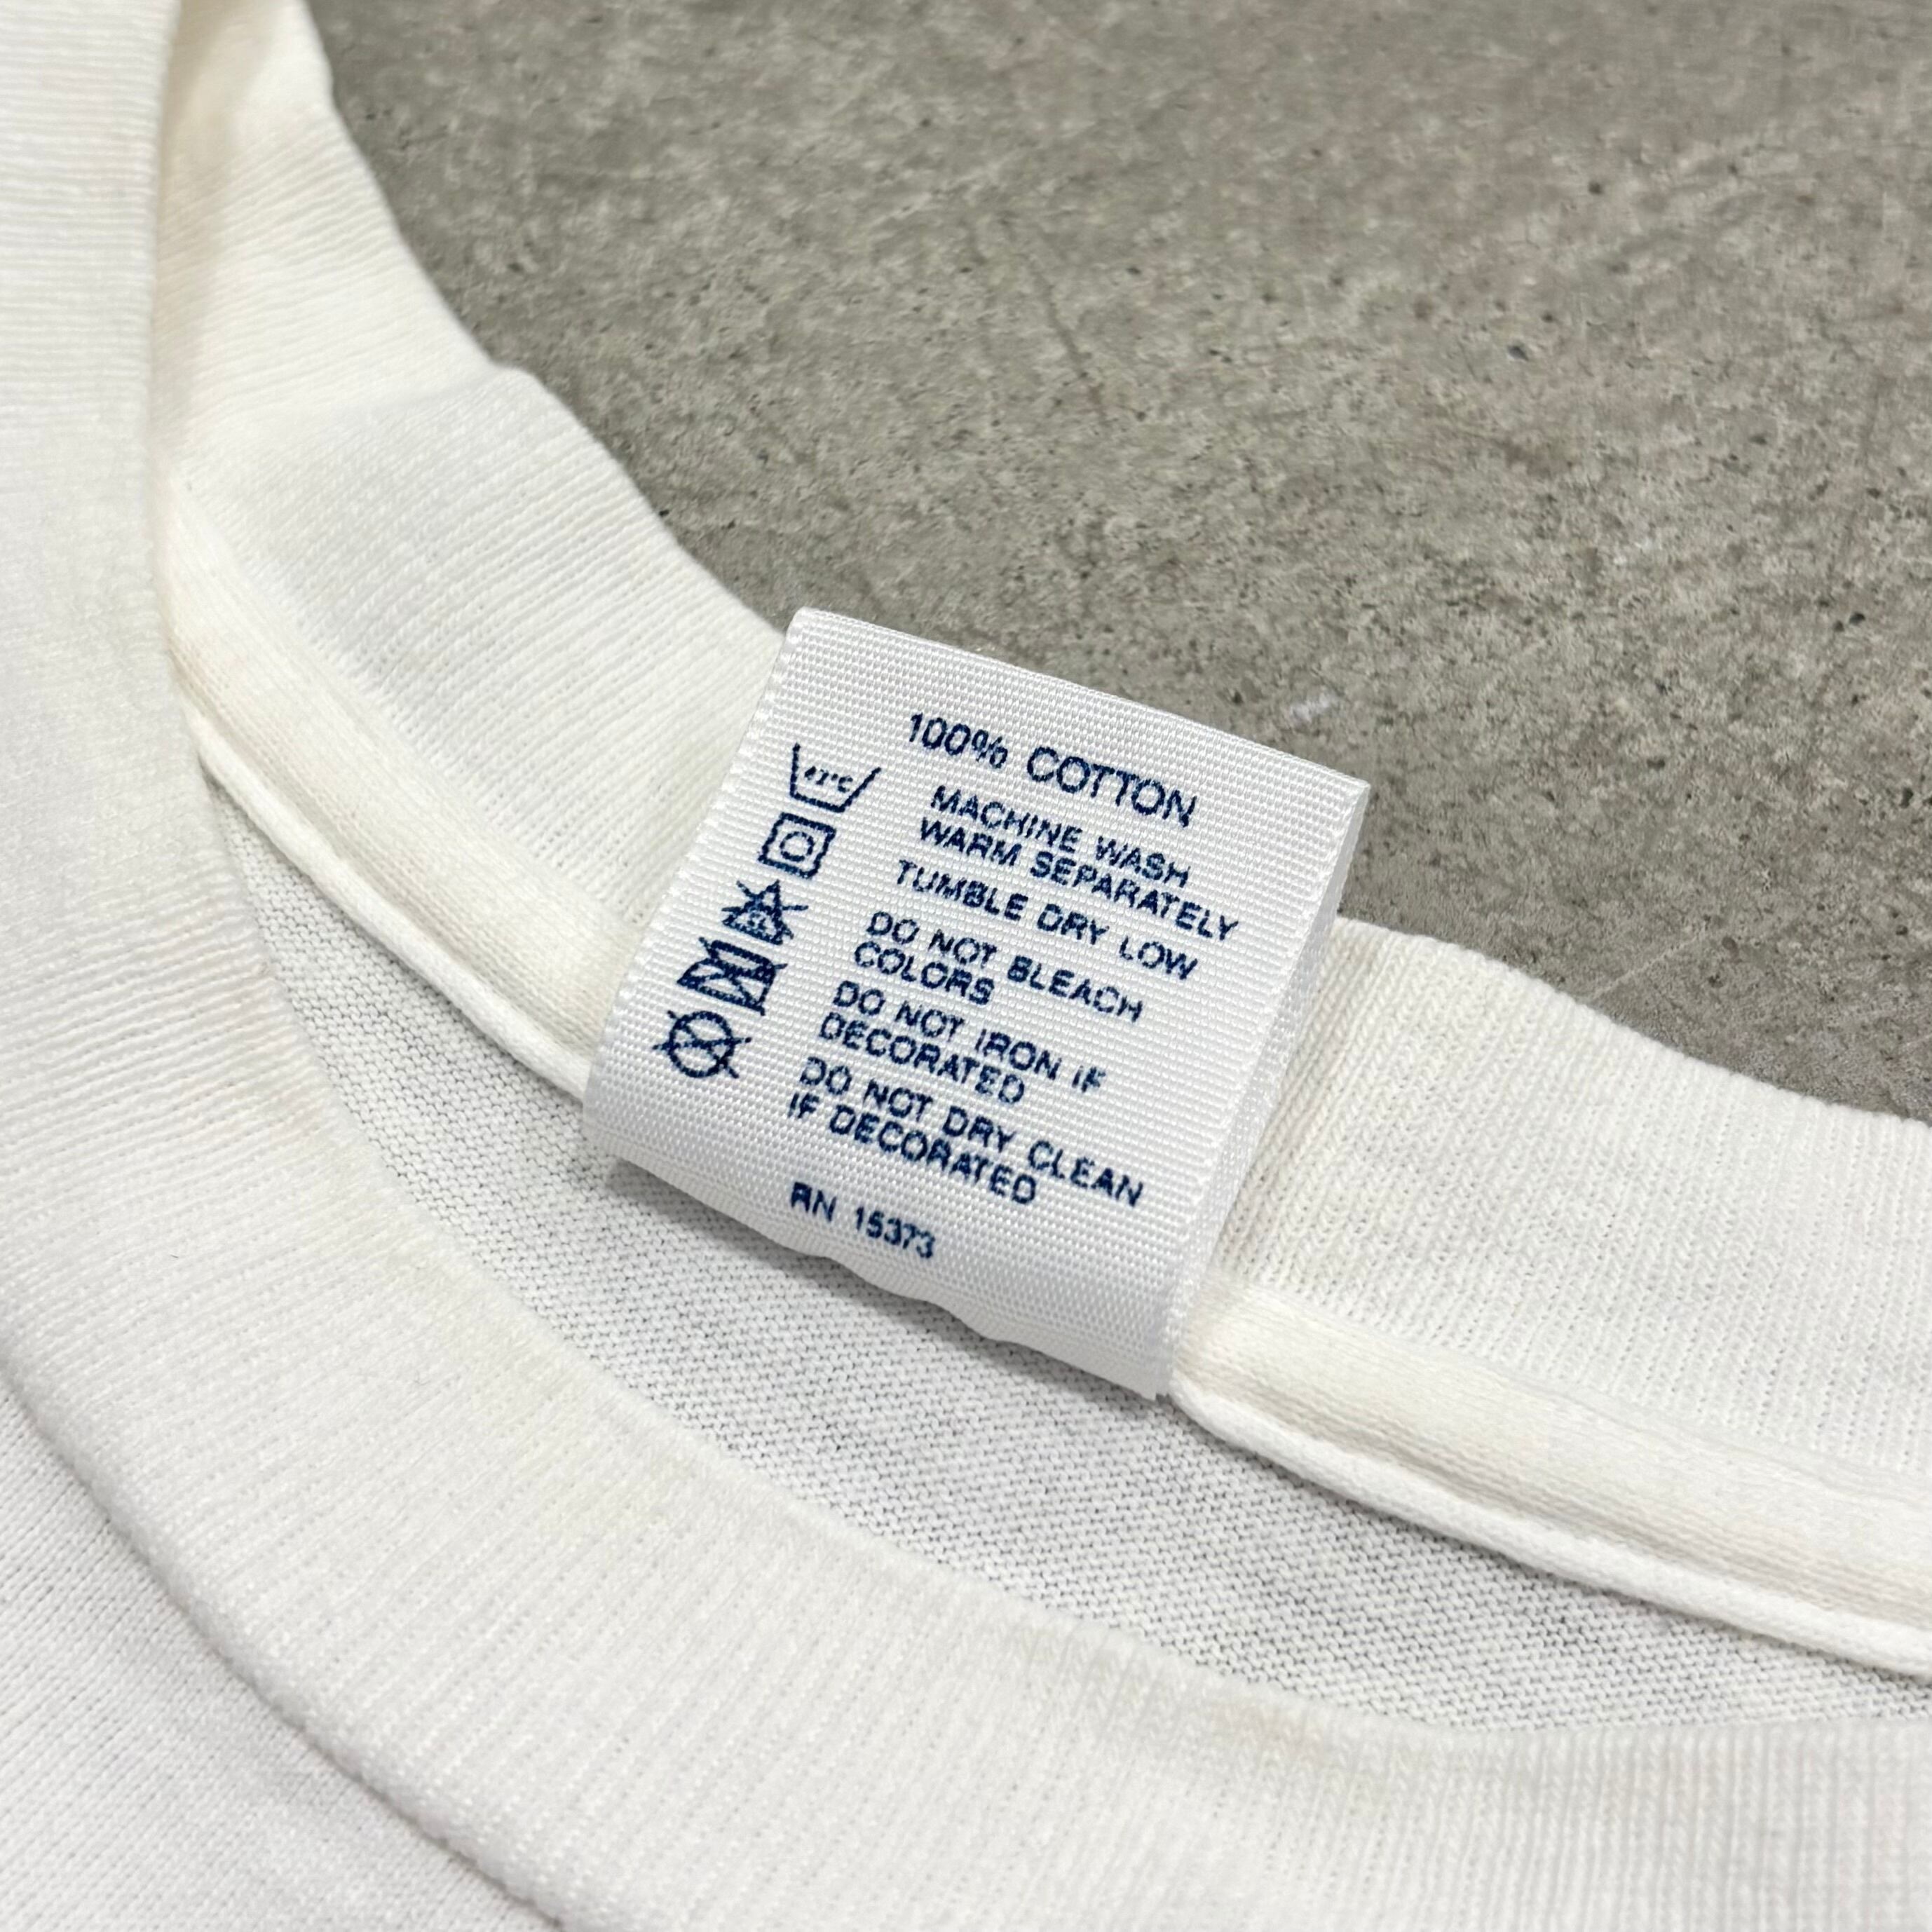 100% COTTON
MACHINE WASH
WARM SEPARATELY
TUMBLE DRY LOW
DO NOT BLEACH
COLORS
DO NOT IRON IF
DECORATED
DO NOT DRY CLEAN
IF DECORATED
RN 15373